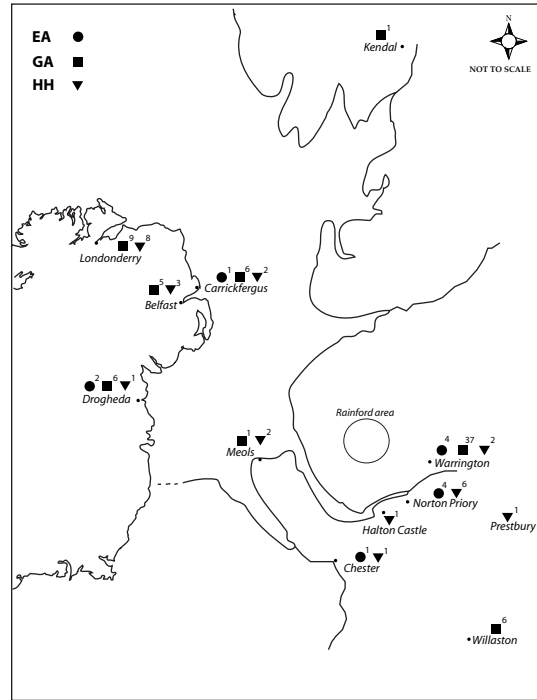 EA
GA
HH
1
Kendal
N
NOT TO SCALE
9 8
Londonderry
1 6 2
Carrickfergus
5 3
Belfast
2 6 1
Drogheda
1 2
Meols
Rainford area
4 37 2
Warrington
4 6
Norton Priory
1
Halton Castle
1
Prestbury
1 1
Chester
6
Willaston